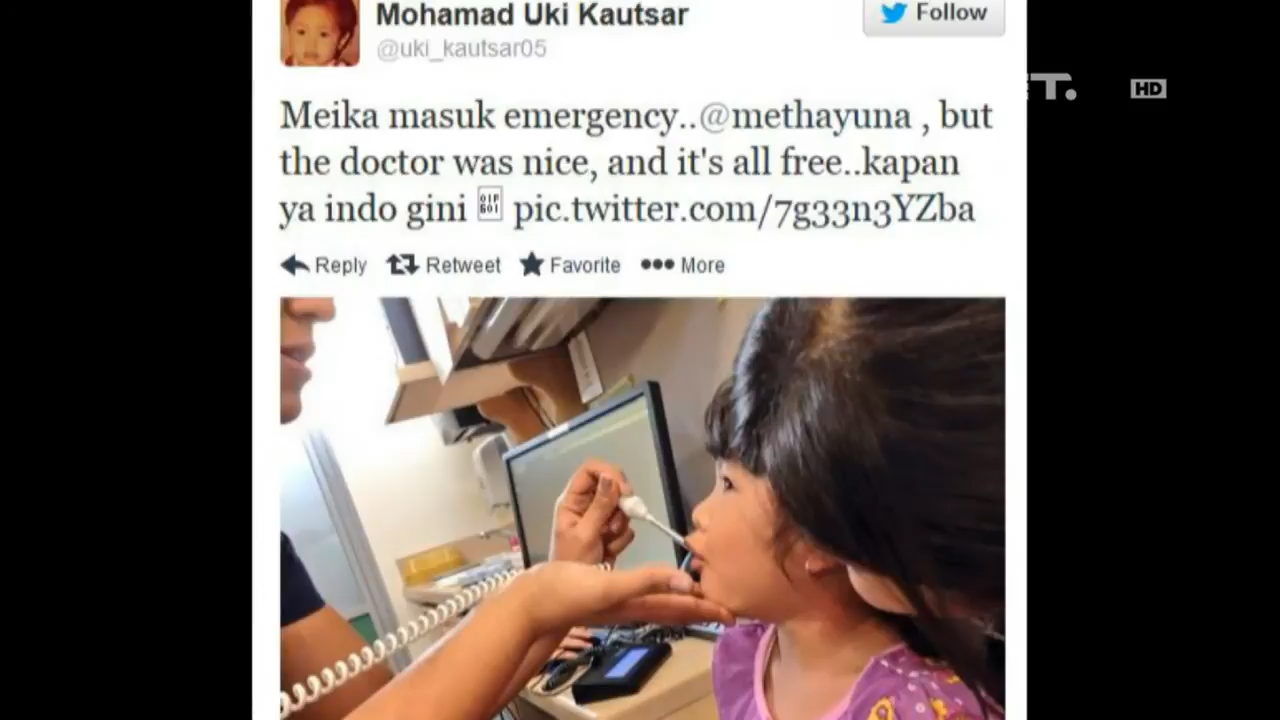 Mohamad Uki Kautsar
Follow
@uki_kautsar05
T.
HD
Meika masuk emergency..@methayuna , but
the doctor was nice, and it's all free..kapan
ya indo gini pic.twitter.com/7g33n3YZba
Reply Retweet Favorite More